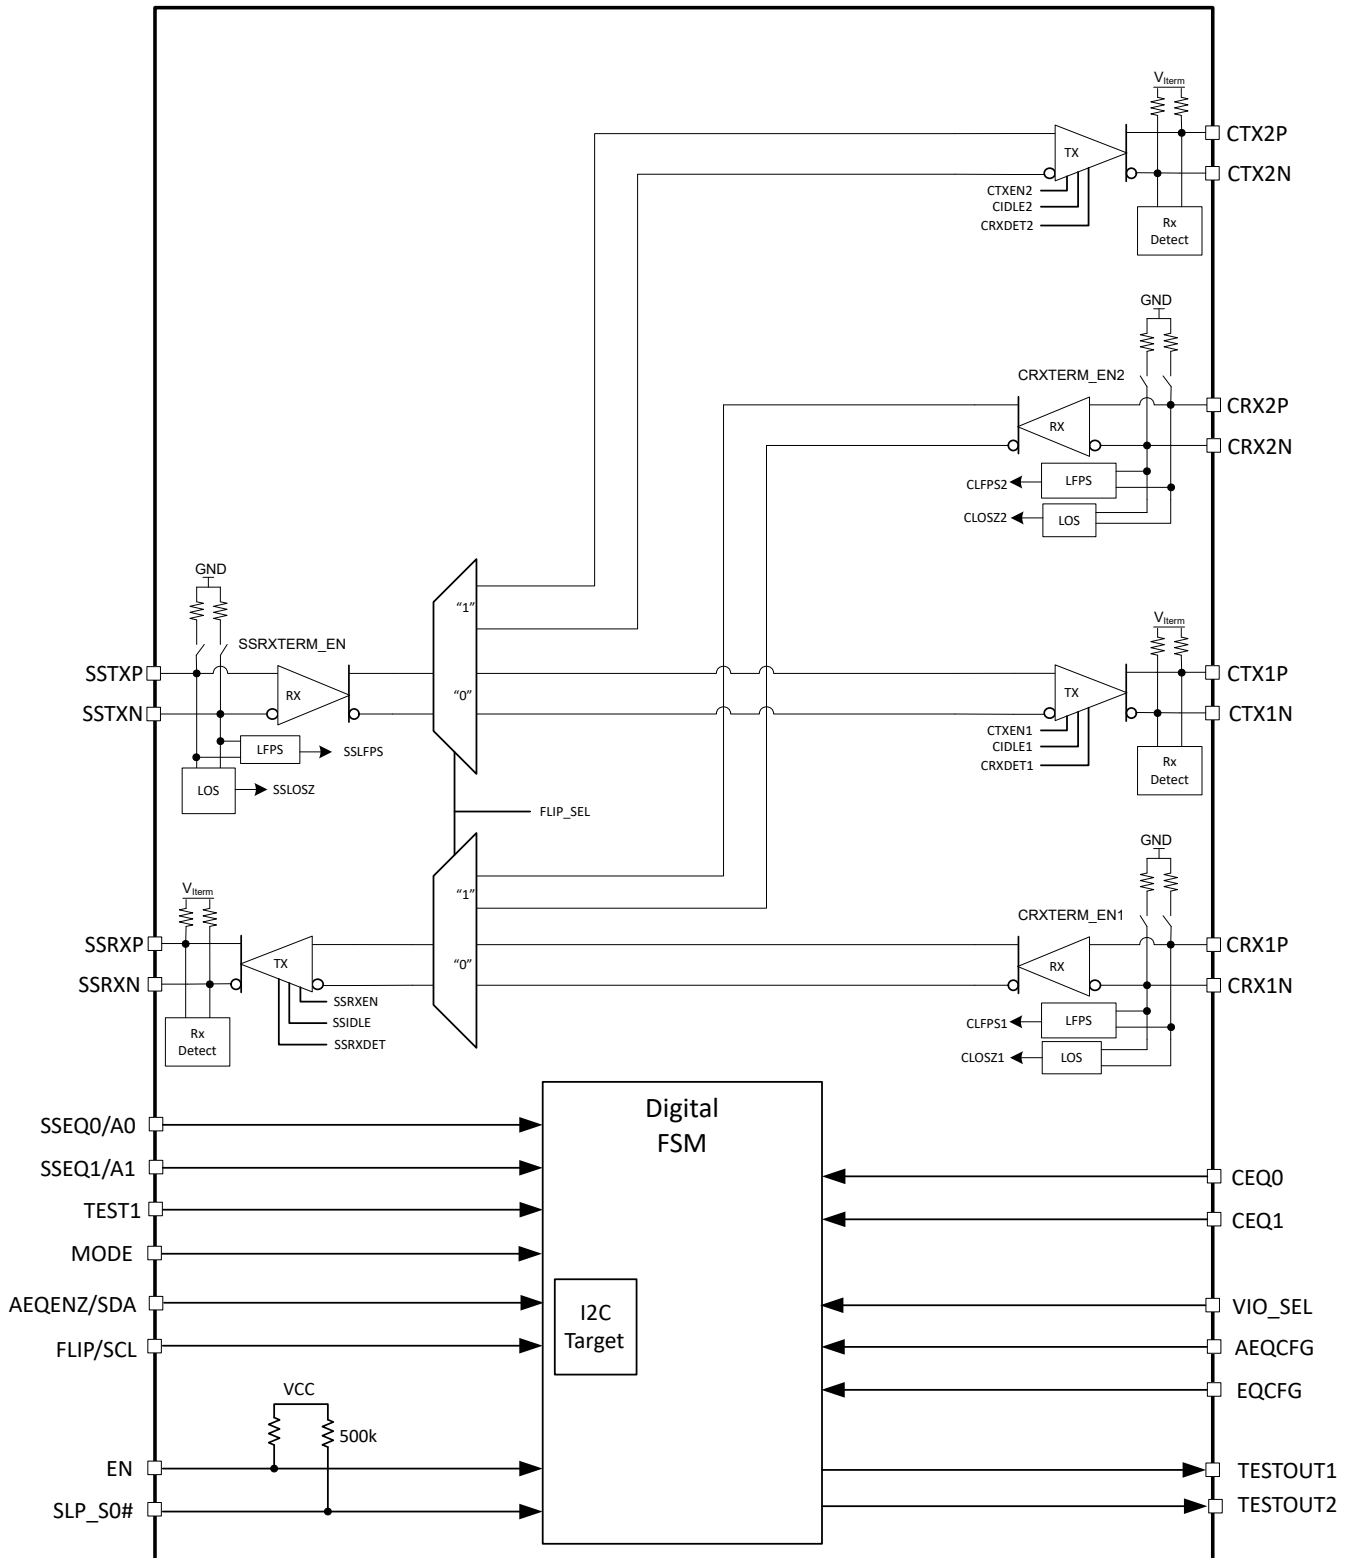 VIterm
CTX2P
TX
CTX2N
CTXEN2
CIDLE2
CRXDET2
Rx
Detect
GND
CRXTERM_EN2
CRX2P
RX
CRX2N
CLFPS2
LFPS
CLOSZ2
LOS
GND
"1"
SSRXTERM_EN
VIterm
SSTXP
RX
"0"
TX
CTX1P
SSTXN
CTX1N
LFPS
SSLFPS
CTXEN1
CIDLE1
CRXDET1
Rx
Detect
LOS
SSLOSZ
FLIP_SEL
GND
VIterm
"1"
CRXTERM_EN1
SSRXP
CRX1P
TX
"0"
RX
SSRXN
CRX1N
SSRXEN
SSIDLE
SSRXDET
Rx
Detect
CLFPS1
LFPS
CLOSZ1
LOS
Digital
FSM
SSEQ0/A0
SSEQ1/A1
TEST1
MODE
AEQENZ/SDA
FLIP/SCL
I2C
Target
VCC
500k
EN
SLP_S0#
CEQ0
CEQ1
VIO_SEL
AEQCFG
EQCFG
TESTOUT1
TESTOUT2